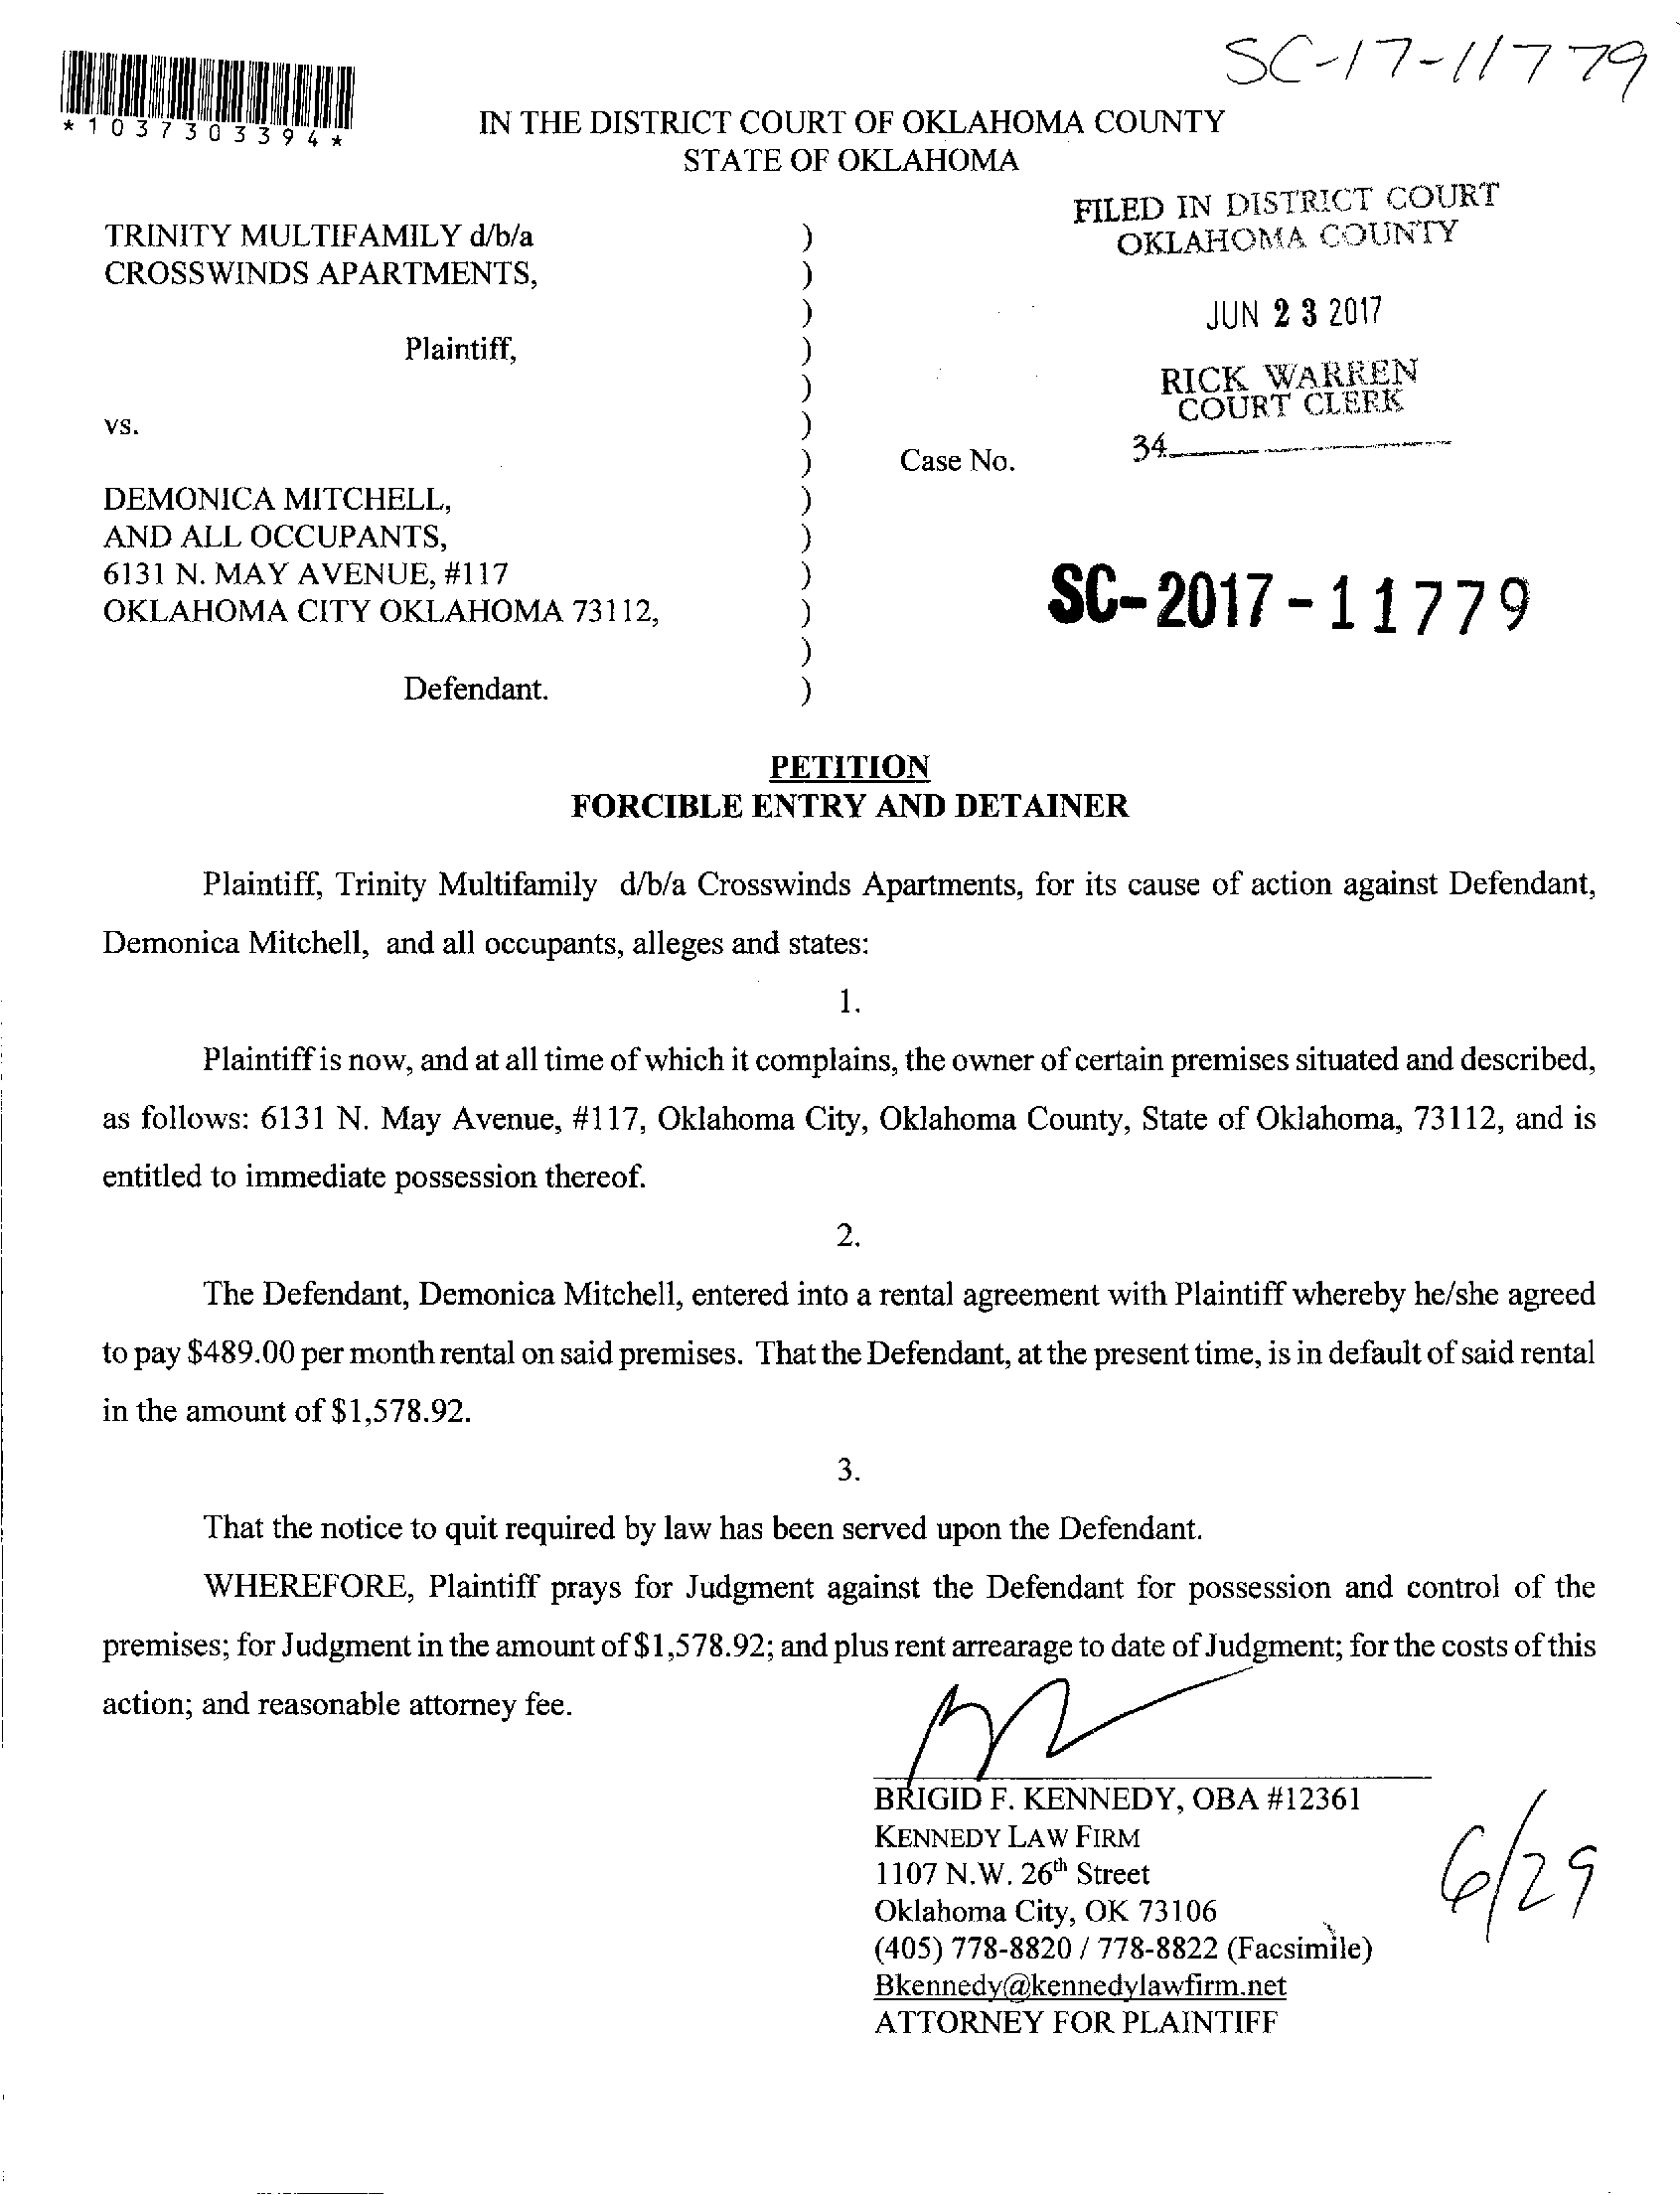 SC-17-11779
*1037303394*
IN THE DISTRICT COURT OF OKLAHOMA COUNTY
STATE OF OKLAHOMA
FILED IN DISTRICT COURT
OKLAHOMA COUNTY
JUN 23 2017
RICK WARREN
COURT CLERK
34
TRINITY MULTIFAMILY d/b/a )
CROSSWINDS APARTMENTS, )
)
Plaintiff, )
)
vs. )
) Case No.
DEMONICA MITCHELL, )
AND ALL OCCUPANTS, )
6131 N. MAY AVENUE, #117 )
OKLAHOMA CITY OKLAHOMA 73112, )
)
Defendant. )
SC-2017-11779
PETITION
FORCIBLE ENTRY AND DETAINER
Plaintiff, Trinity Multifamily d/b/a Crosswinds Apartments, for its cause of action against Defendant,
Demonica Mitchell, and all occupants, alleges and states:
1.
Plaintiff is now, and at all time of which it complains, the owner of certain premises situated and described,
as follows: 6131 N. May Avenue, #117, Oklahoma City, Oklahoma County, State of Oklahoma, 73112, and is
entitled to immediate possession thereof.
2.
The Defendant, Demonica Mitchell, entered into a rental agreement with Plaintiff whereby he/she agreed
to pay $489.00 per month rental on said premises. That the Defendant, at the present time, is in default of said rental
in the amount of $1,578.92.
3.
That the notice to quit required by law has been served upon the Defendant.
WHEREFORE, Plaintiff prays for Judgment against the Defendant for possession and control of the
premises; for Judgment in the amount of $1,578.92; and plus rent arrearage to date of Judgment; for the costs of this
action; and reasonable attorney fee.
BRIGID F. KENNEDY, OBA #12361
KENNEDY LAW FIRM
1107 N.W. 26th Street
Oklahoma City, OK 73106
(405) 778-8820 / 778-8822 (Facsimile)
Bkennedy@kennedylawfirm.net
ATTORNEY FOR PLAINTIFF
6/29